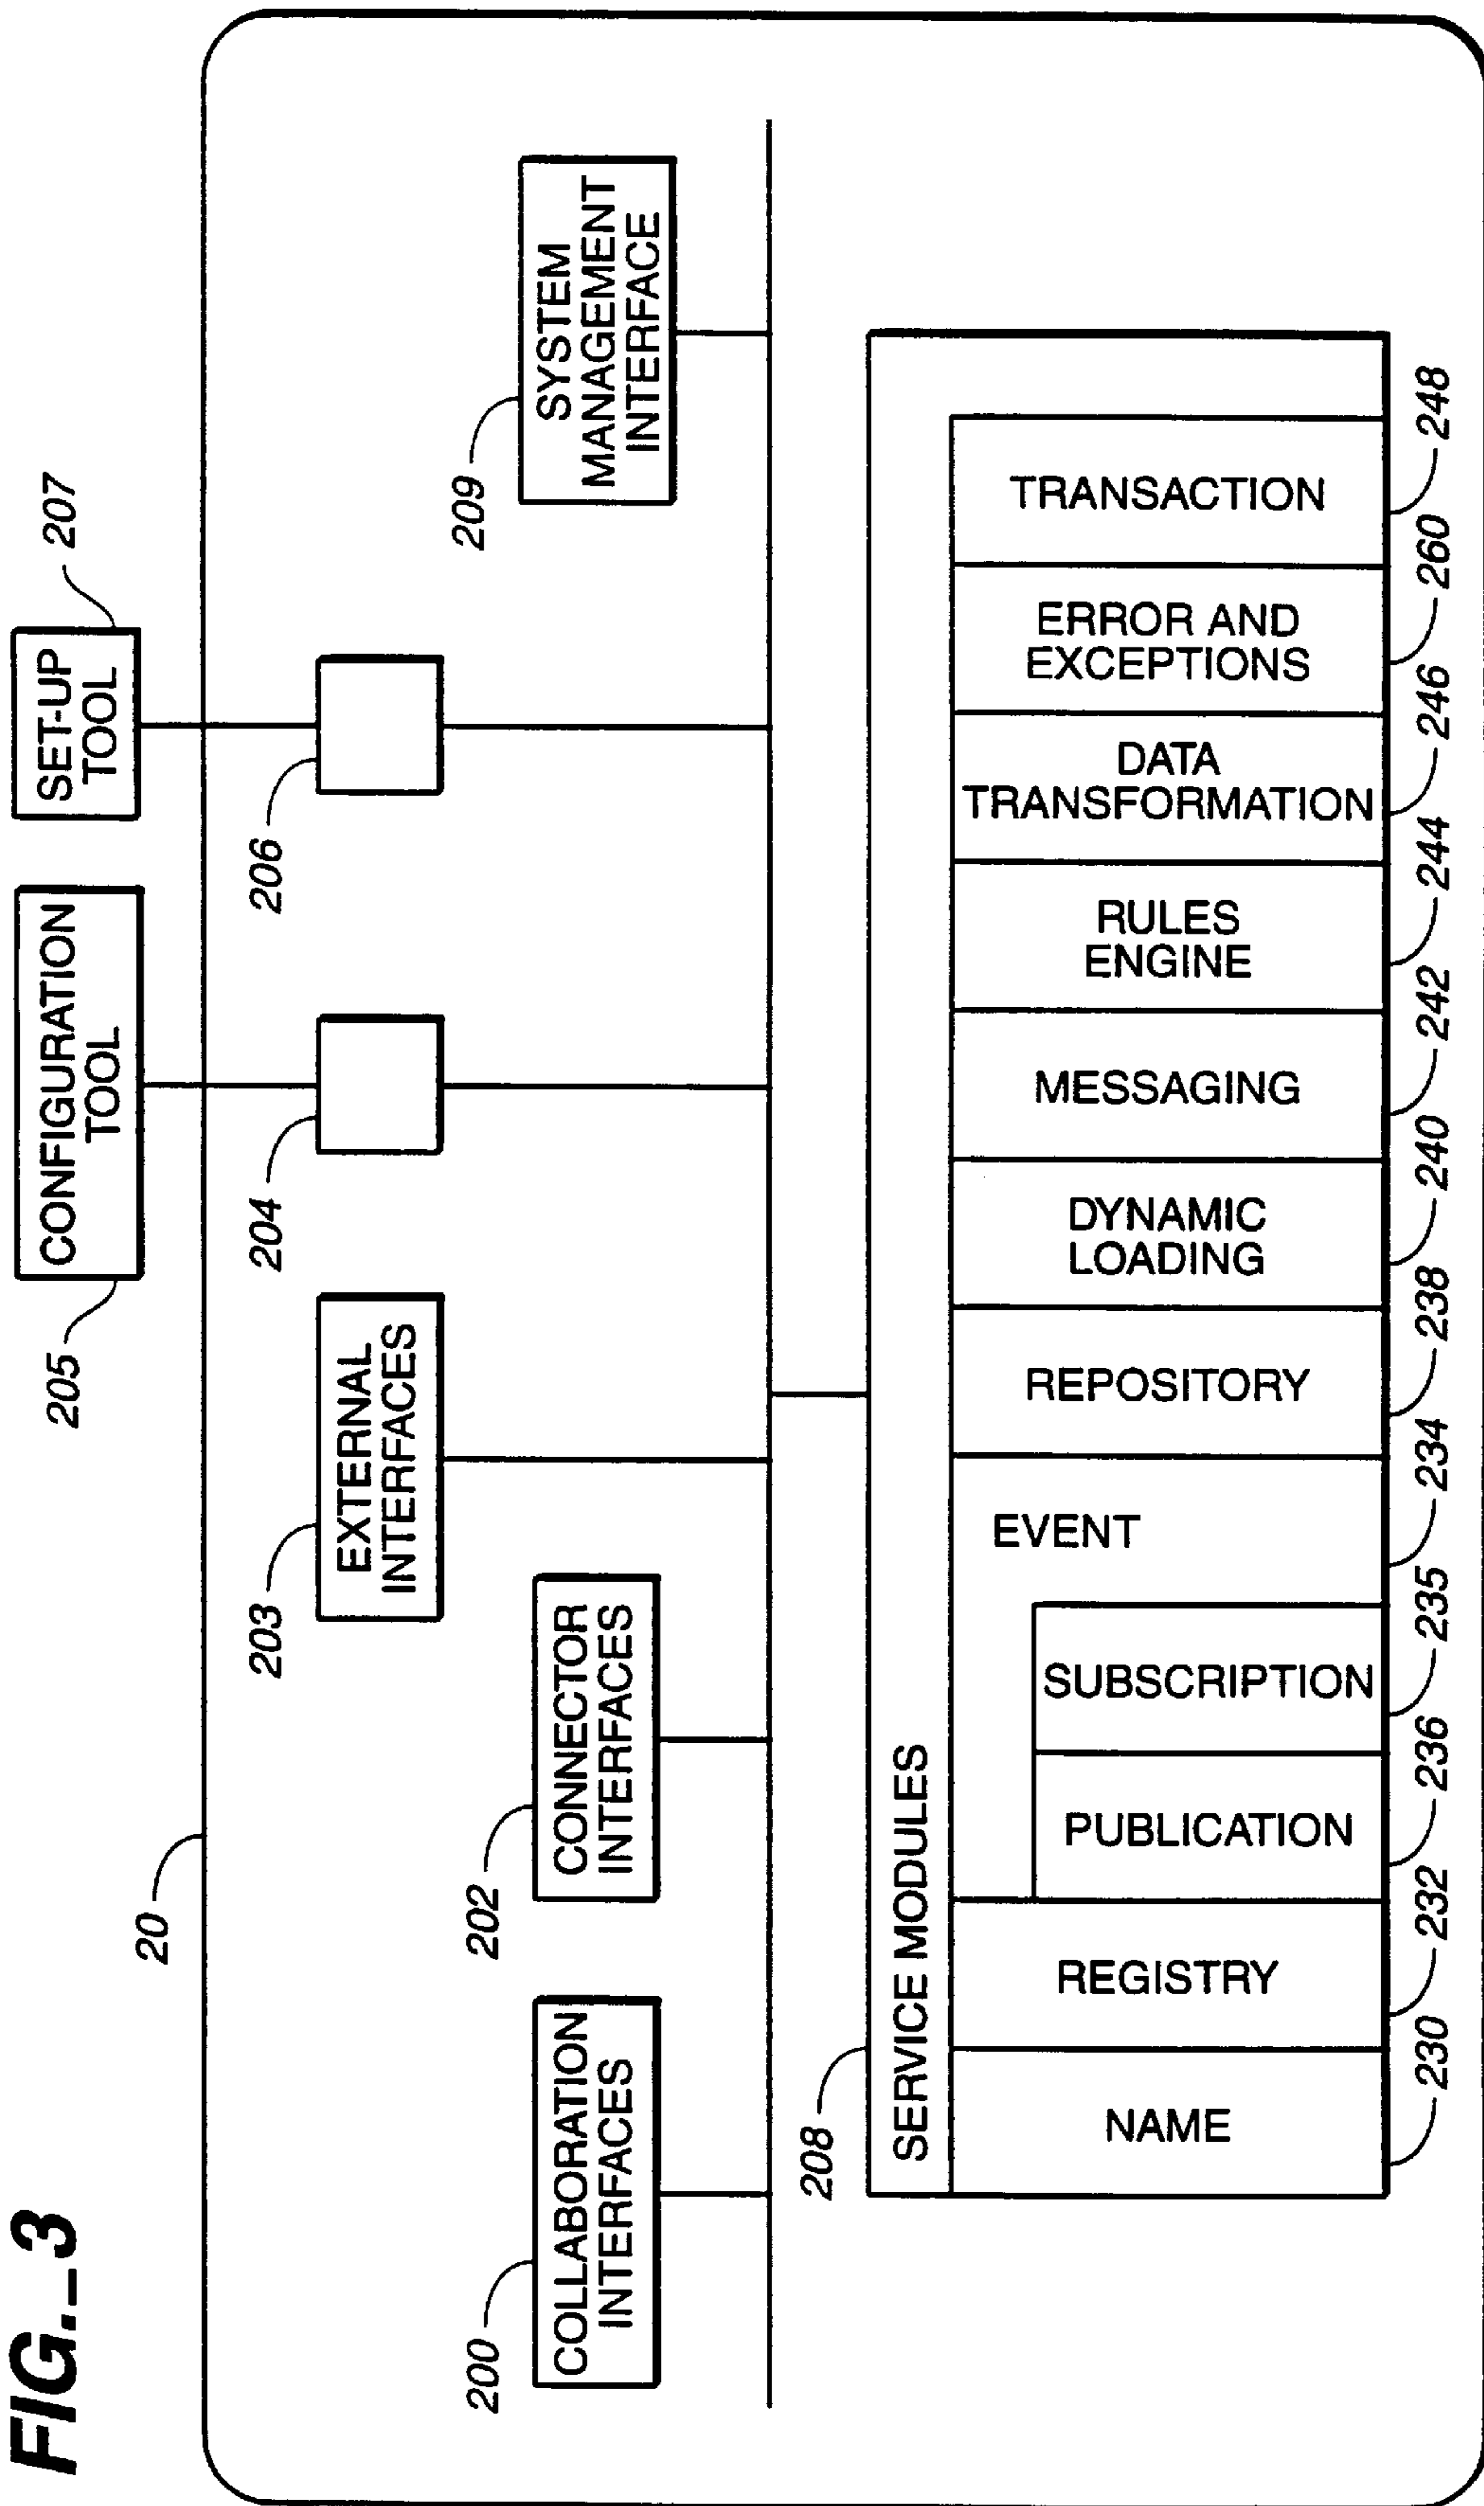 FIG._3
CONFIGURATION
TOOL
205
SET-UP
TOOL
207
20
203
EXTERNAL
INTERFACES
204
206
200
COLLABORATION
INTERFACES
202
CONNECTOR
INTERFACES
209
SYSTEM
MANAGEMENT
INTERFACE
208
SERVICE MODULES
NAME
REGISTRY
PUBLICATION
SUBSCRIPTION
EVENT
REPOSITORY
DYNAMIC
LOADING
MESSAGING
RULES
ENGINE
DATA
TRANSFORMATION
ERROR AND
EXCEPTIONS
TRANSACTION
230
232
236
235
234
238
240
242
244
246
260
248